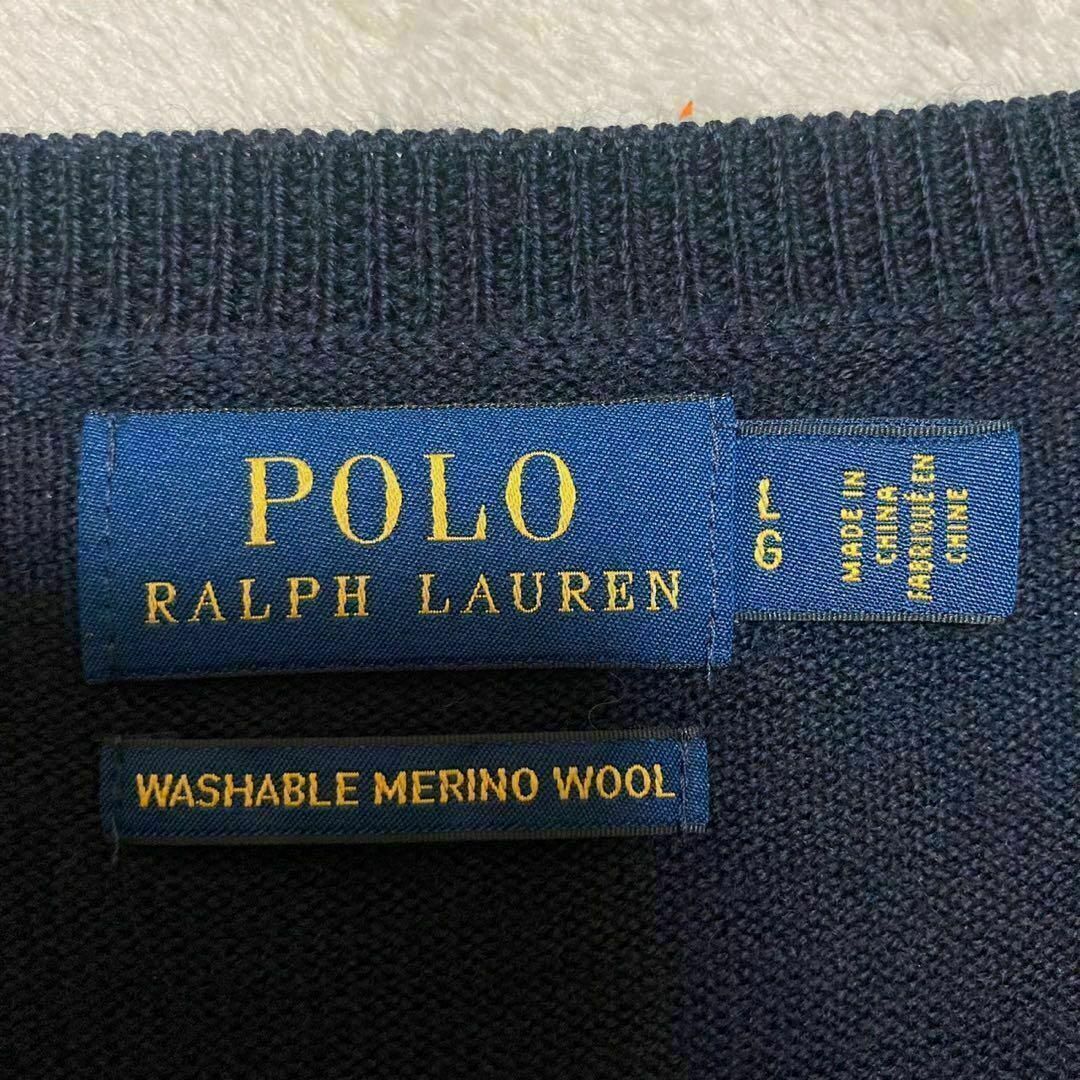 POLO
RALPH LAUREN
L
G
MADE IN
CHINA
FABRIQUÉ EN
CHINE
WASHABLE MERINO WOOL